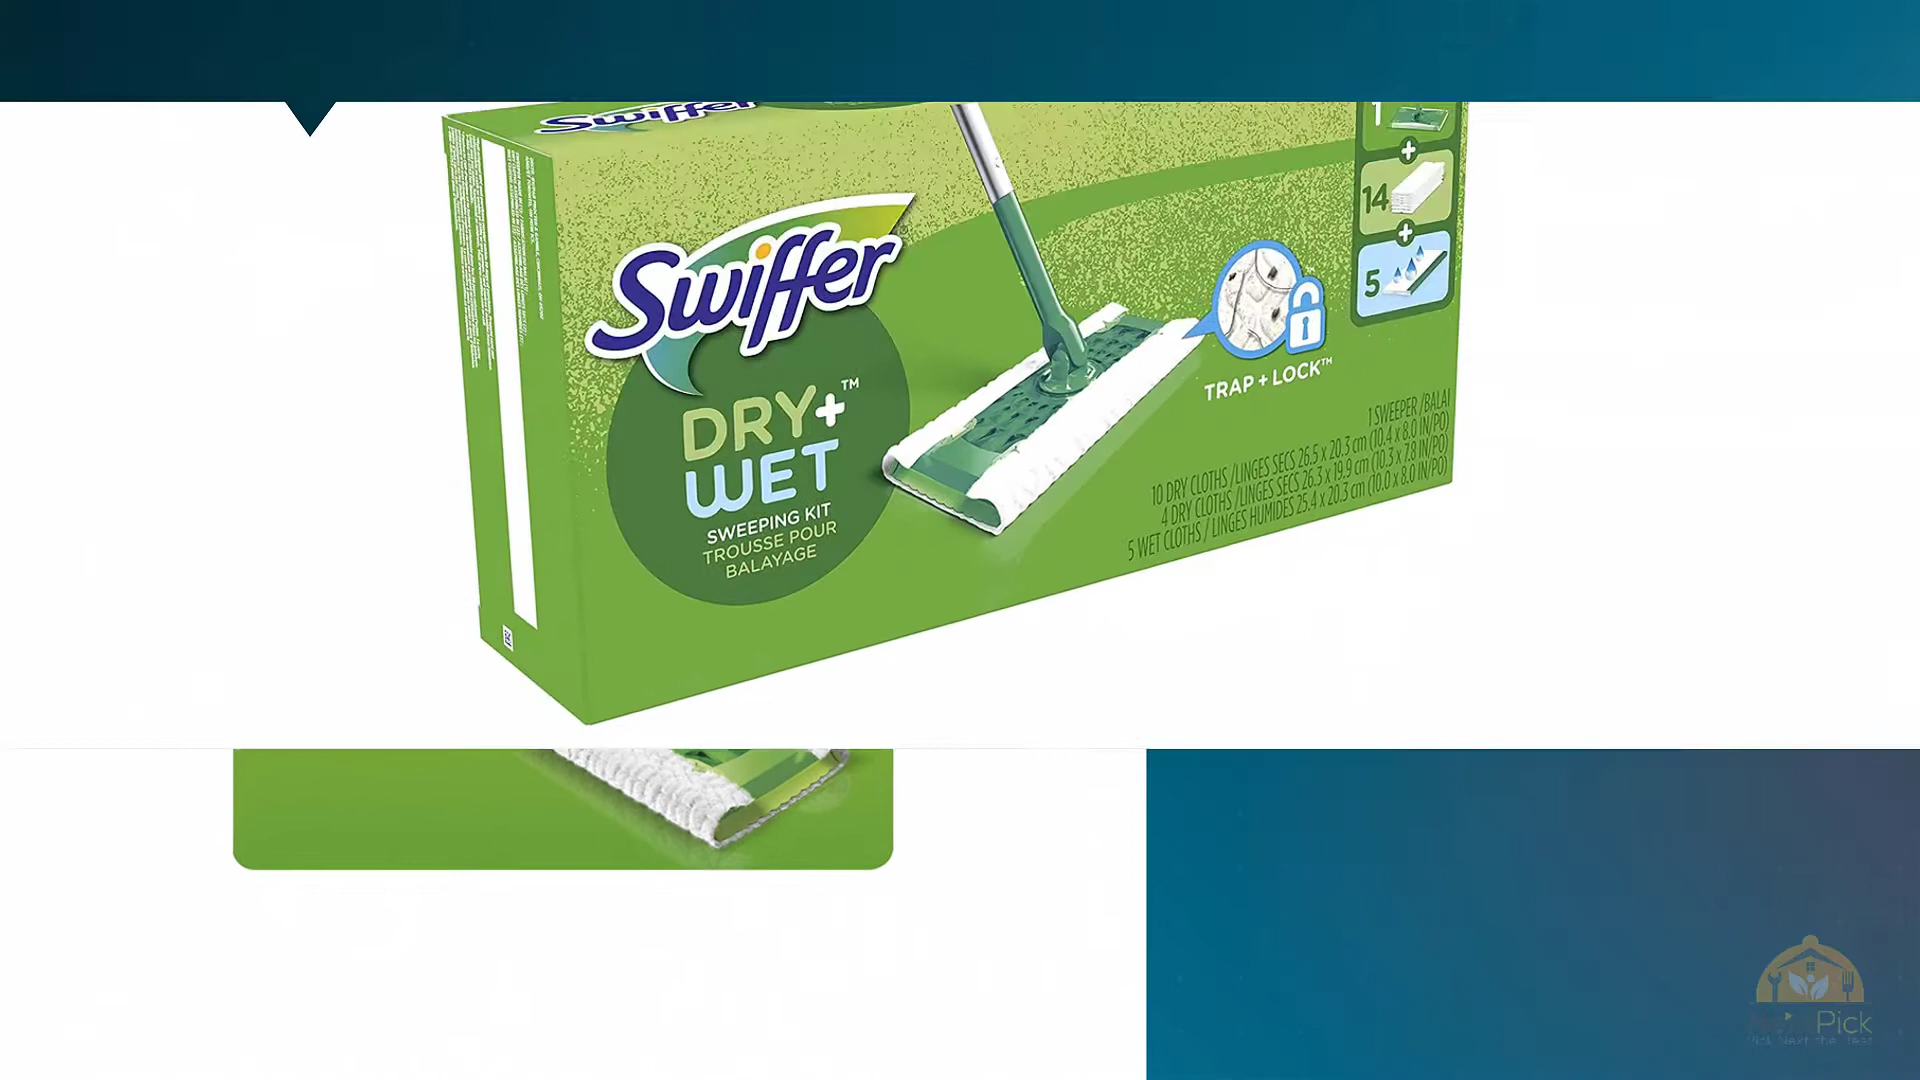 Swiffer
1
+
14
+
5
Swiffer
DRY+™
WET
SWEEPING KIT
TROUSSE POUR
BALAYAGE
TRAP + LOCK™
1 SWEEPER / BALAI
10 DRY CLOTHS / LINGES SECS 26.5 x 20.3 cm (10.4 x 8.0 IN/PO)
4 DRY CLOTHS / LINGES SECS 26.3 x 19.9 cm (10.3 x 7.8 IN/PO)
5 WET CLOTHS / LINGES HUMIDES 25.4 x 20.3 cm (10.0 x 8.0 IN/PO)
Pick